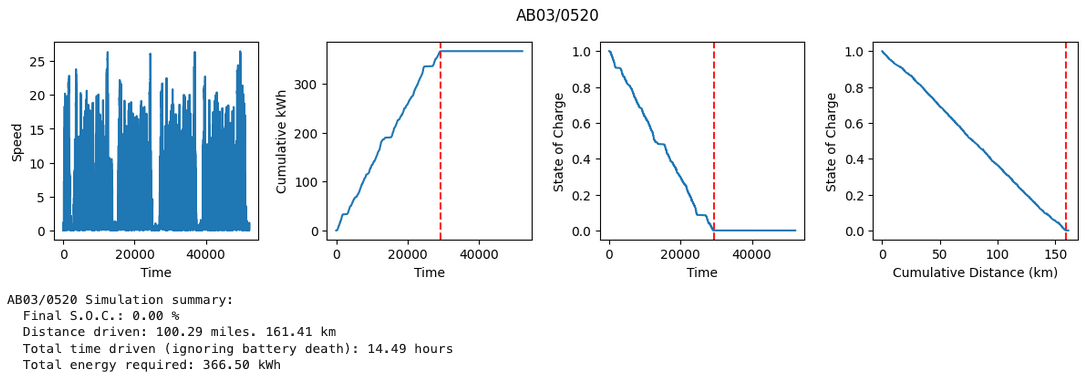 AB03/0520
Speed
25
20
15
10
5
0
0 20000 40000
Time
Cumulative kWh
300
200
100
0
0 20000 40000
Time
State of Charge
1.0
0.8
0.6
0.4
0.2
0.0
0 20000 40000
Time
State of Charge
1.0
0.8
0.6
0.4
0.2
0.0
0 50 100 150
Cumulative Distance (km)
AB03/0520 Simulation summary:
Final S.O.C.: 0.00 %
Distance driven: 100.29 miles. 161.41 km
Total time driven (ignoring battery death): 14.49 hours
Total energy required: 366.50 kWh